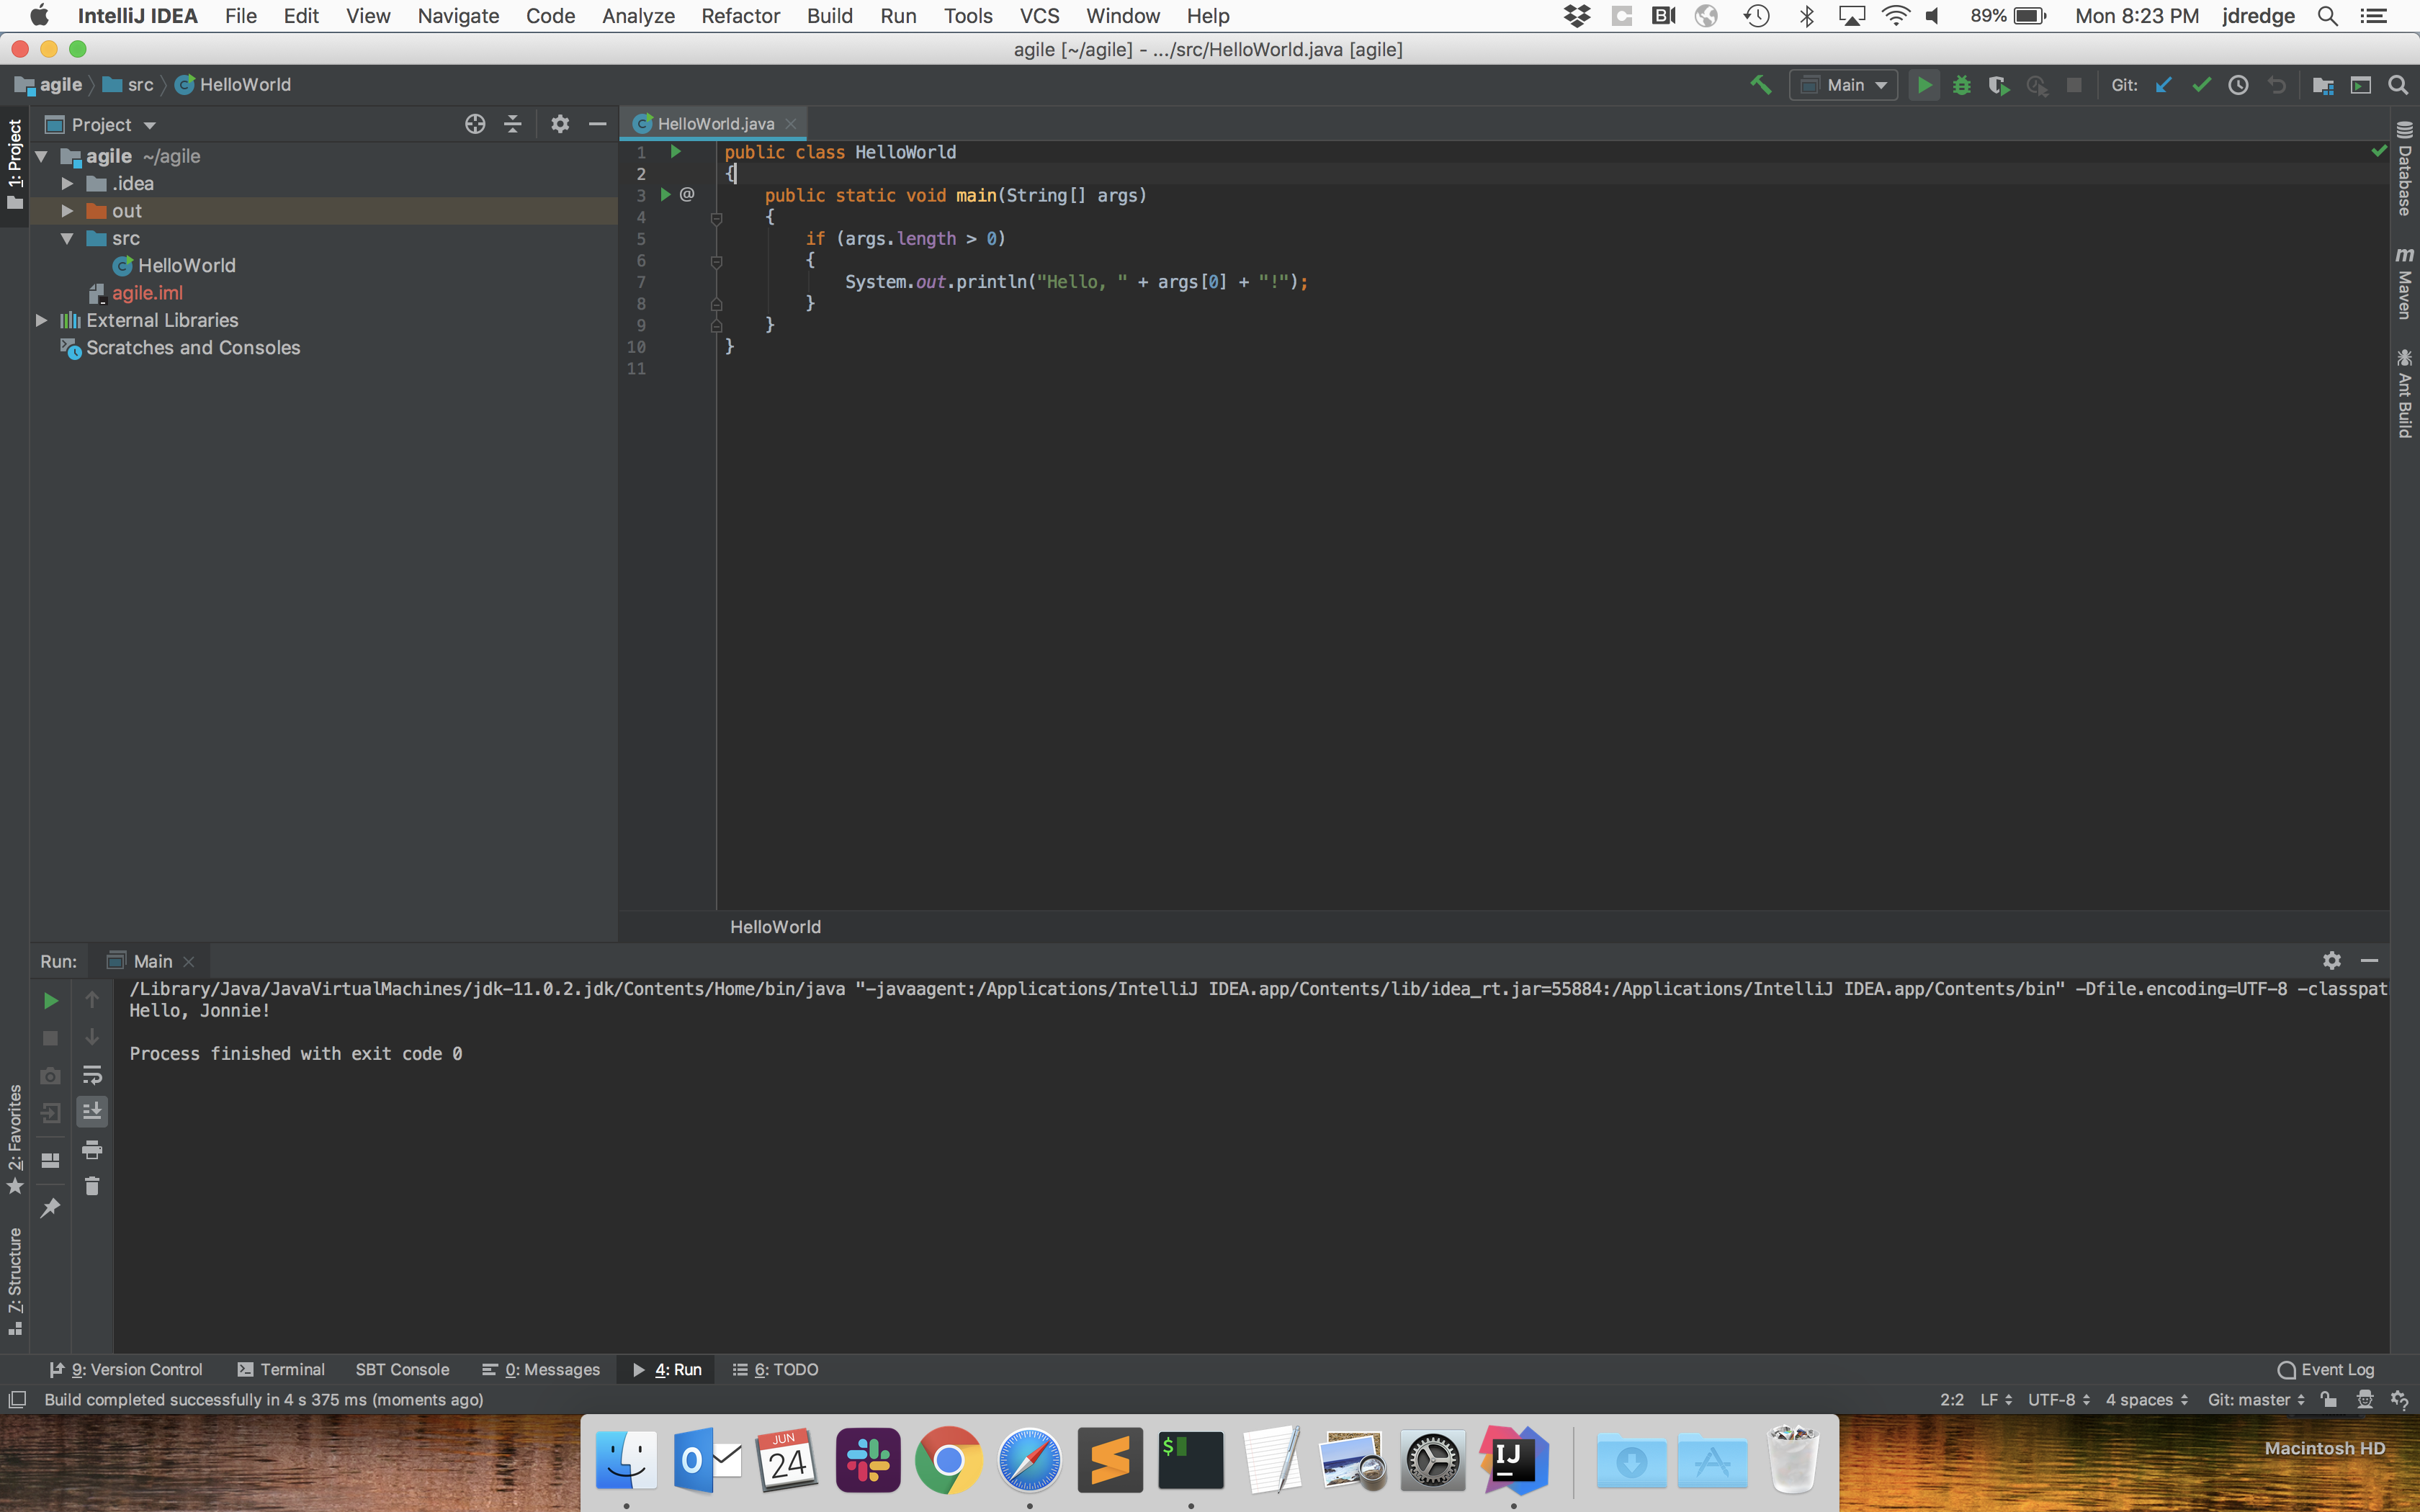 IntelliJ IDEA File Edit View Navigate Code Analyze Refactor Build Run Tools VCS Window Help 89% Mon 8:23 PM jdredge
agile [~/agile] - .../src/HelloWorld.java [agile]
agile src HelloWorld Main Git:
Project
HelloWorld.java
1: Project
agile ~/agile
.idea
out
src
HelloWorld
agile.iml
External Libraries
Scratches and Consoles
1 public class HelloWorld
2 {
3 @ public static void main(String[] args)
4 {
5 if (args.length > 0)
6 {
7 System.out.println("Hello, " + args[0] + "!");
8 }
9 }
10 }
11
HelloWorld
Database
m Maven
Ant Build
Run: Main
/Library/Java/JavaVirtualMachines/jdk-11.0.2.jdk/Contents/Home/bin/java "-javaagent:/Applications/IntelliJ IDEA.app/Contents/lib/idea_rt.jar=55884:/Applications/IntelliJ IDEA.app/Contents/bin" -Dfile.encoding=UTF-8 -classpat
Hello, Jonnie!
Process finished with exit code 0
2: Favorites
7: Structure
9: Version Control Terminal SBT Console 0: Messages 4: Run 6: TODO Event Log
Build completed successfully in 4 s 375 ms (moments ago) 2:2 LF UTF-8 4 spaces Git: master
JUN
24
$
IJ
Macintosh HD